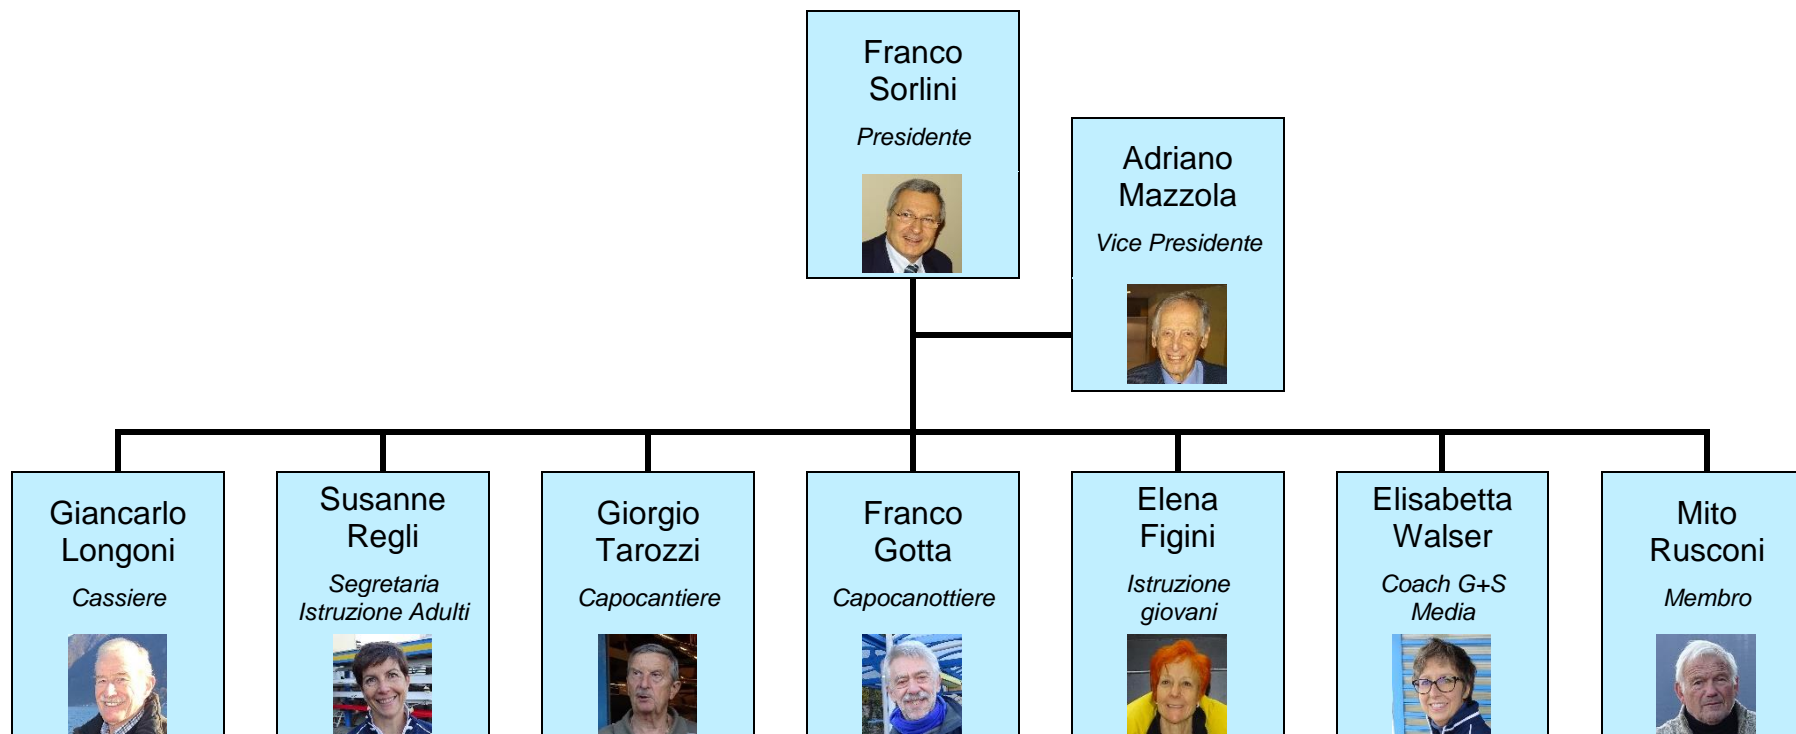 Franco
Sorlini
Presidente
Adriano
Mazzola
Vice Presidente
Giancarlo
Longoni
Cassiere
Susanne
Regli
Segretaria
Istruzione Adulti
Giorgio
Tarozzi
Capocantiere
Franco
Gotta
Capocanottiere
Elena
Figini
Istruzione
giovani
Elisabetta
Walser
Coach G+S
Media
Mito
Rusconi
Membro